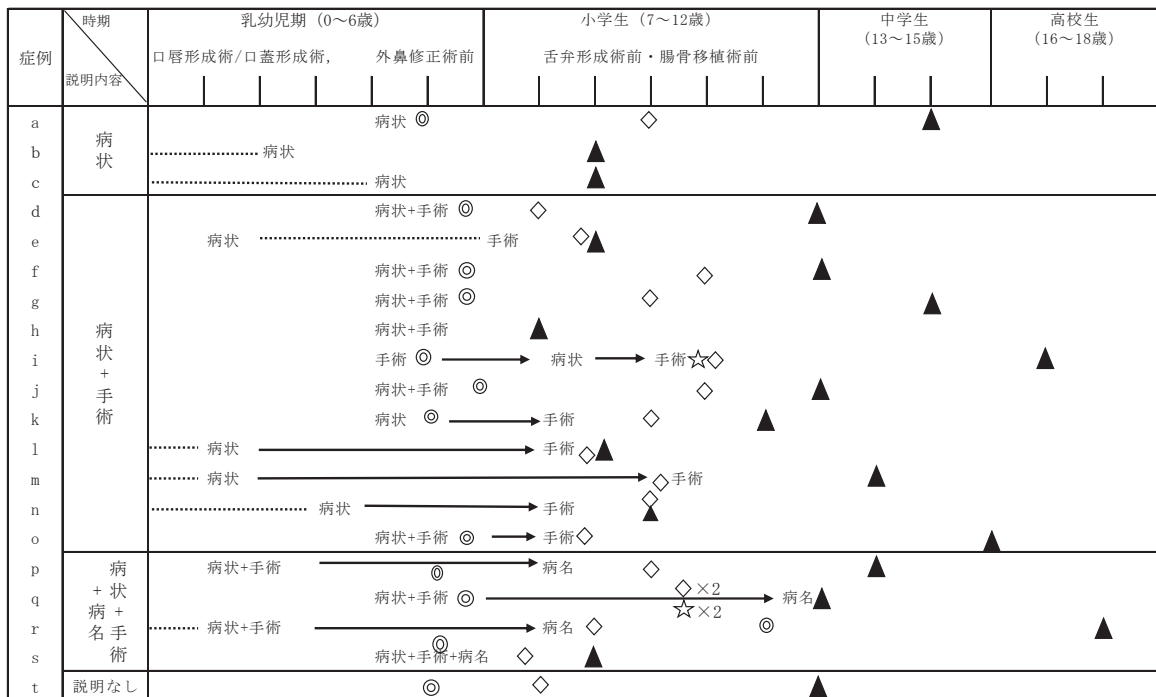 時期
説明内容
症例
乳幼児期（0～6歳） 小学生（7～12歳） 中学生 高校生
（13～15歳） （16～18歳）
口唇形成術/口蓋形成術， 外鼻修正術前 舌弁形成術前・腸骨移植術前
病状
a 病状 ◎ ◇ ▲
b 病状 ▲
c 病状 ▲
病状+手術
d 病状+手術 ◎ ◇ ▲
e 病状 手術 ◇ ▲
f 病状+手術 ◎ ◇ ▲
g 病状+手術 ◎ ◇ ▲
h 病状+手術 ▲
i 手術 ◎ 病状 手術 ☆ ◇ ▲
j 病状+手術 ◎ ◇ ▲
k 病状 ◎ 手術 ◇ ▲
l 病状 手術 ◇ ▲
m 病状 ◇ 手術 ▲
n 病状 手術 ◇ ▲
o 病状+手術 ◎ 手術 ◇ ▲
病状+手術+病名
p 病状+手術 ◎ 病名 ◇ ▲
q 病状+手術 ◎ ◇×2 ☆×2 病名 ▲
r 病状+手術 病名 ◇ ◎ ▲
s 病状+手術+病名 ◎ ◇ ▲
t 説明なし ◎ ◇ ▲